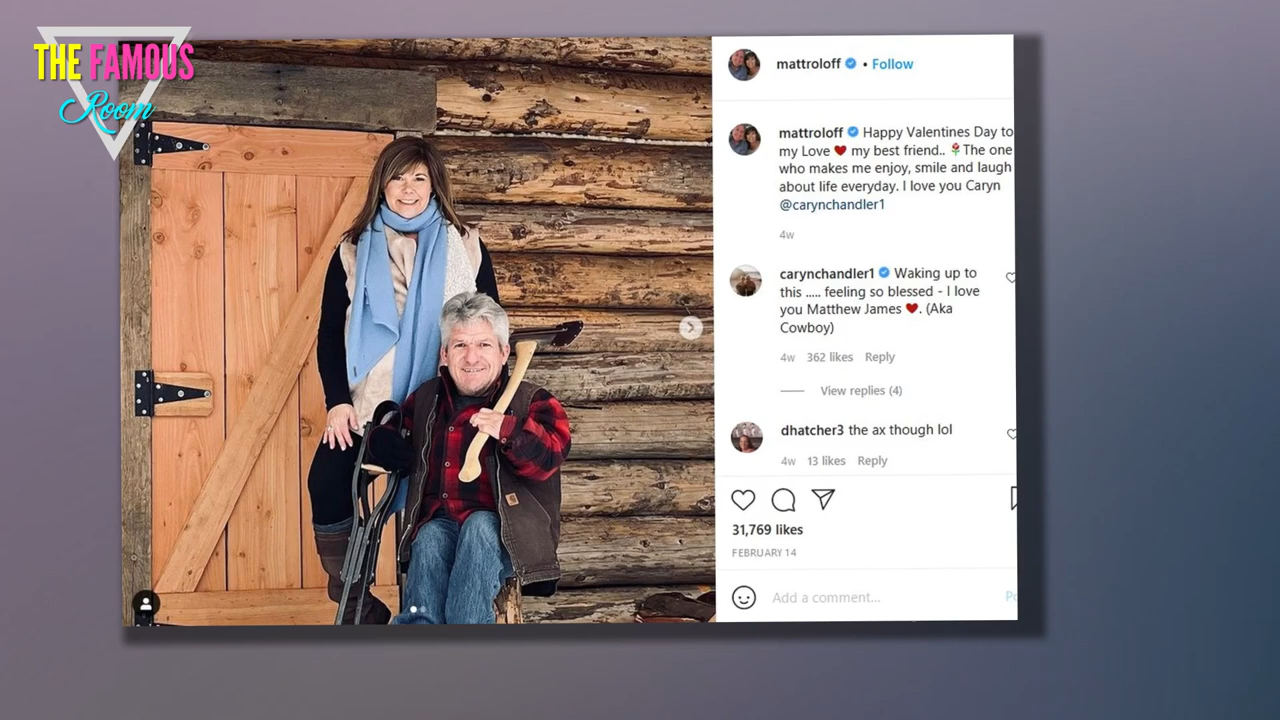 THE FAMOUS
Room
mattroloff • Follow
mattroloff Happy Valentines Day to
my Love ❤️ my best friend.. 🌹The one
who makes me enjoy, smile and laugh
about life everyday. I love you Caryn
@carynchandler1
4w
carynchandler1 Waking up to
this ..... feeling so blessed - I love
you Matthew James ❤️. (Aka
Cowboy)
4w 362 likes Reply
View replies (4)
dhatcher3 the ax though lol
4w 13 likes Reply
31,769 likes
FEBRUARY 14
Add a comment...